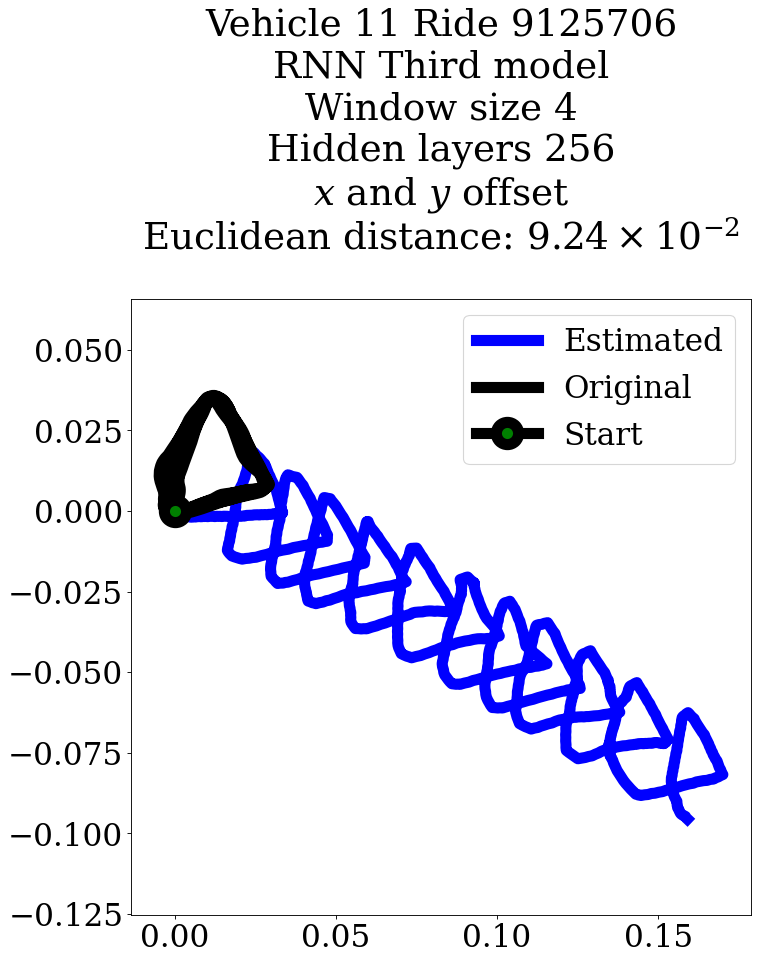 Vehicle 11 Ride 9125706
RNN Third model
Window size 4
Hidden layers 256
x and y offset
Euclidean distance: 9.24 × 10⁻²
Estimated
Original
Start
0.050
0.025
0.000
−0.025
−0.050
−0.075
−0.100
−0.125
0.00 0.05 0.10 0.15